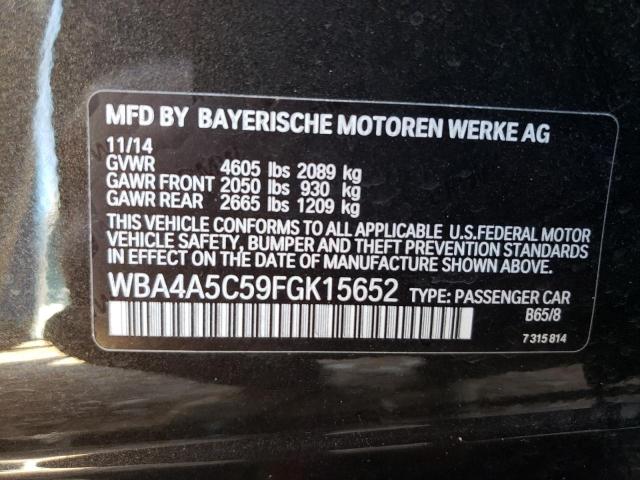 MFD BY BAYERISCHE MOTOREN WERKE AG
11/14
GVWR 4605 lbs 2089 kg
GAWR FRONT 2050 lbs 930 kg
GAWR REAR 2665 lbs 1209 kg
THIS VEHICLE CONFORMS TO ALL APPLICABLE U.S.FEDERAL MOTOR
VEHICLE SAFETY, BUMPER AND THEFT PREVENTION STANDARDS
IN EFFECT ON THE DATE OF MANUFACTURE SHOWN ABOVE.
WBA4A5C59FGK15652 TYPE: PASSENGER CAR
B65/8
7 315 814